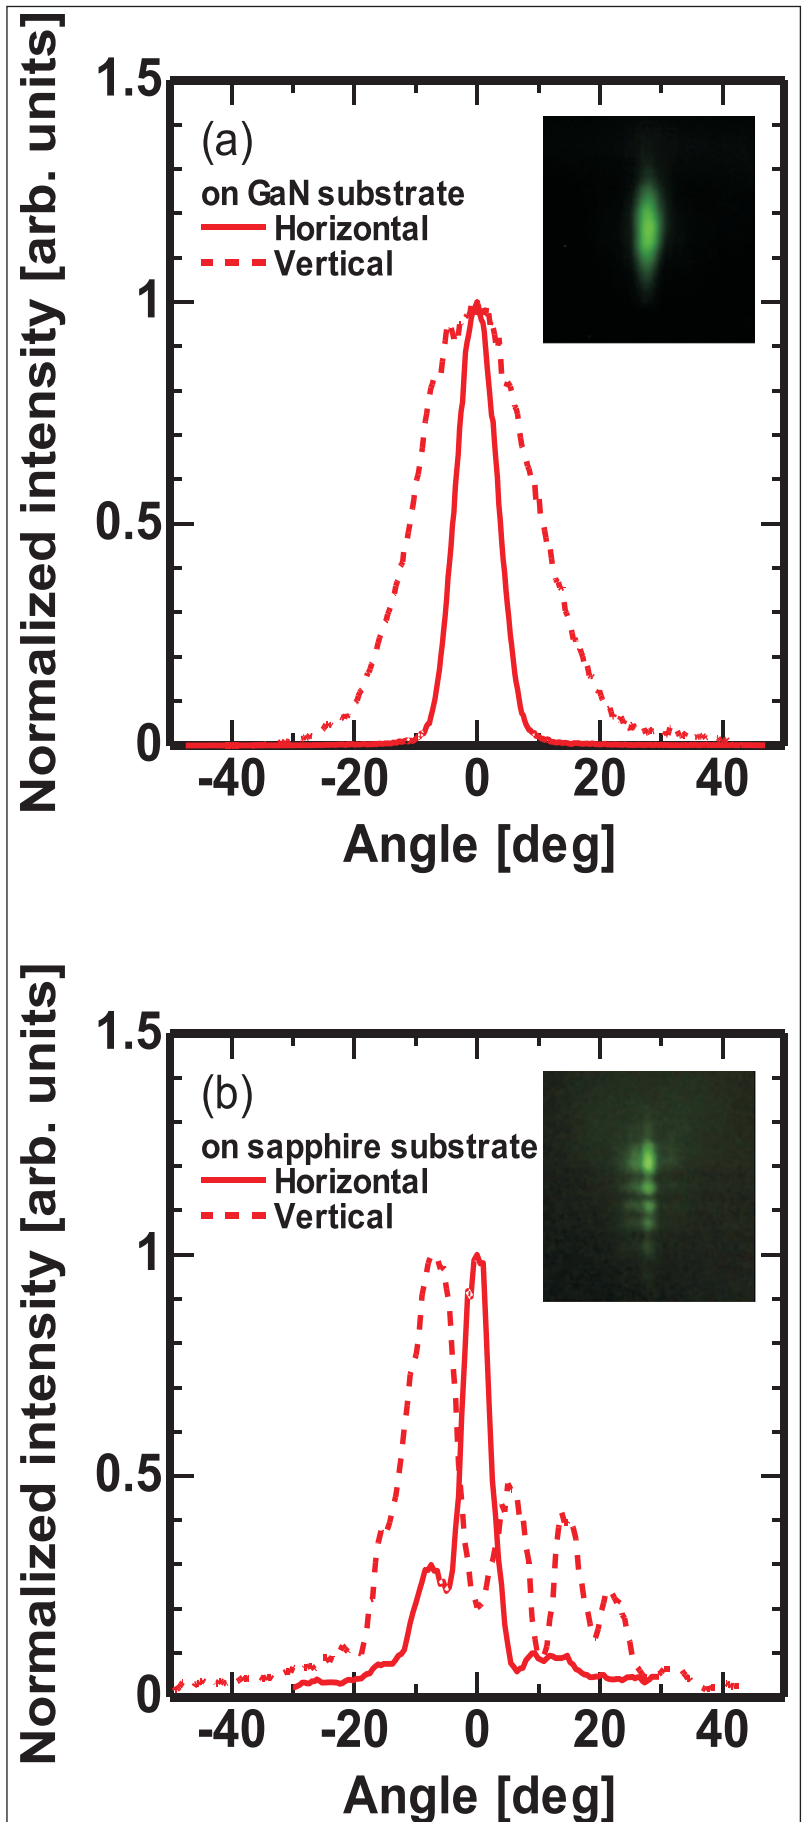 Normalized intensity [arb. units]
1.5
1
0.5
0
(a)
on GaN substrate
Horizontal
Vertical
-40 -20 0 20 40
Angle [deg]
Normalized intensity [arb. units]
1.5
1
0.5
0
(b)
on sapphire substrate
Horizontal
Vertical
-40 -20 0 20 40
Angle [deg]